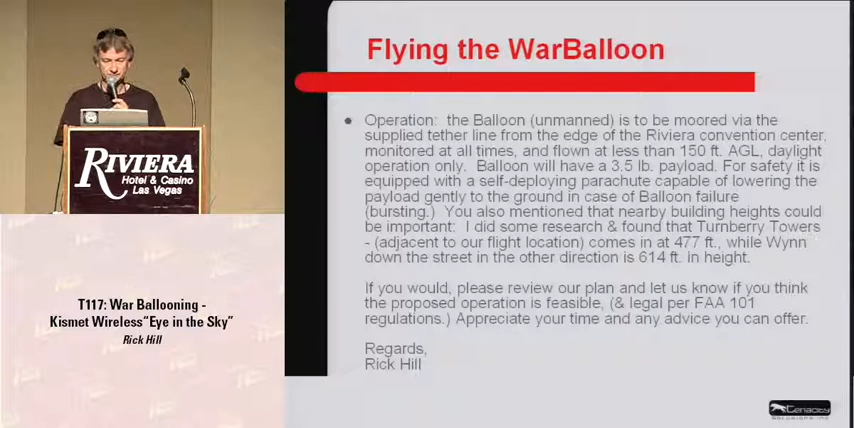 RIVIERA
Hotel & Casino
Las Vegas
T117: War Ballooning -
Kismet Wireless“Eye in the Sky”
Rick Hill
Flying the WarBalloon
● Operation: the Balloon (unmanned) is to be moored via the
supplied tether line from the edge of the Riviera convention center,
monitored at all times, and flown at less than 150 ft. AGL, daylight
operation only. Balloon will have a 3.5 lb. payload. For safety it is
equipped with a self-deploying parachute capable of lowering the
payload gently to the ground in case of Balloon failure
(bursting.) You also mentioned that nearby building heights could
be important: I did some research & found that Turnberry Towers
- (adjacent to our flight location) comes in at 477 ft., while Wynn
down the street in the other direction is 614 ft. in height.
If you would, please review our plan and let us know if you think
the proposed operation is feasible, (& legal per FAA 101
regulations.) Appreciate your time and any advice you can offer.
Regards,
Rick Hill
Tenacity
SOLUTIONS INC